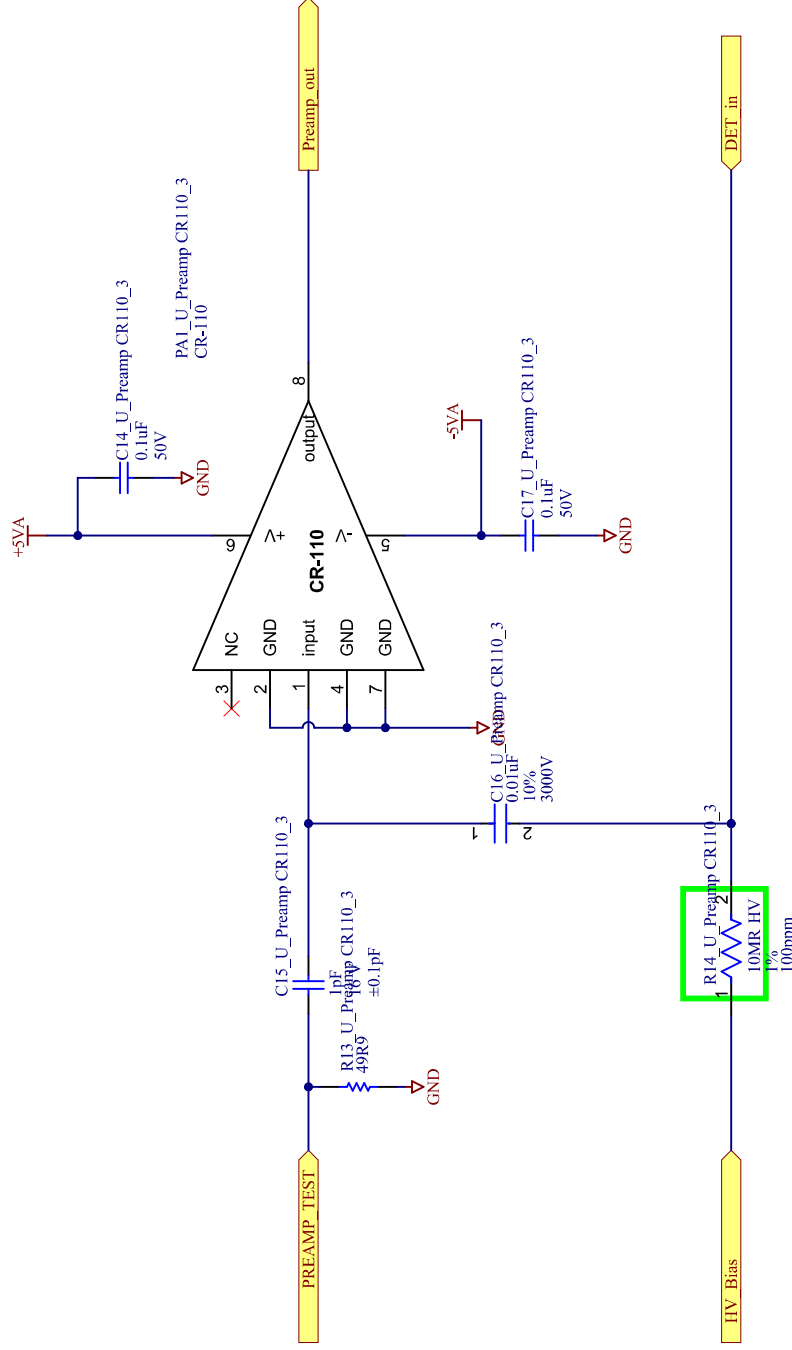 +5VA
C14_U_Preamp CR110_3
0.1uF
50V
GND
PA1_U_Preamp CR110_3
CR-110
Preamp_out
3
NC
2
GND
1
input
4
GND
7
GND
6
V+
CR-110
V-
5
output
8
-5VA
C17_U_Preamp CR110_3
0.1uF
50V
GND
GND
C15_U_Preamp CR110_3
1pF
16V
±0.1pF
R13_U_Preamp CR110_3
49R9
GND
PREAMP_TEST
C16_U_Preamp CR110_3
0.01uF
10%
3000V
1
2
R14_U_Preamp CR110_3
10MR HV
1%
100ppm
1
2
HV_Bias
DET_in